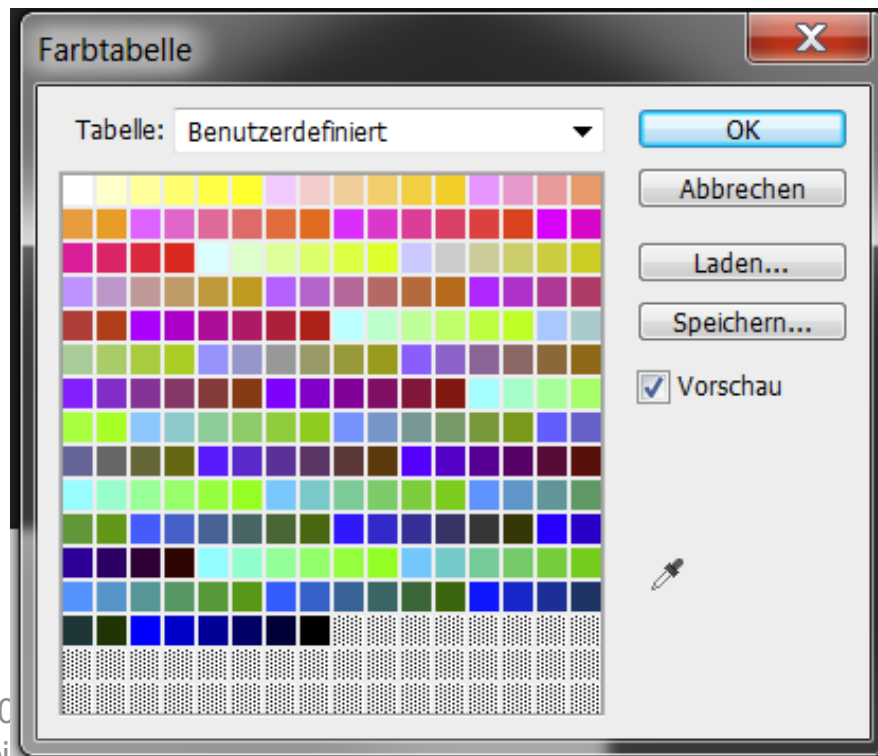 Farbtabelle
Tabelle: Benutzerdefiniert
OK
Abbrechen
Laden...
Speichern...
Vorschau